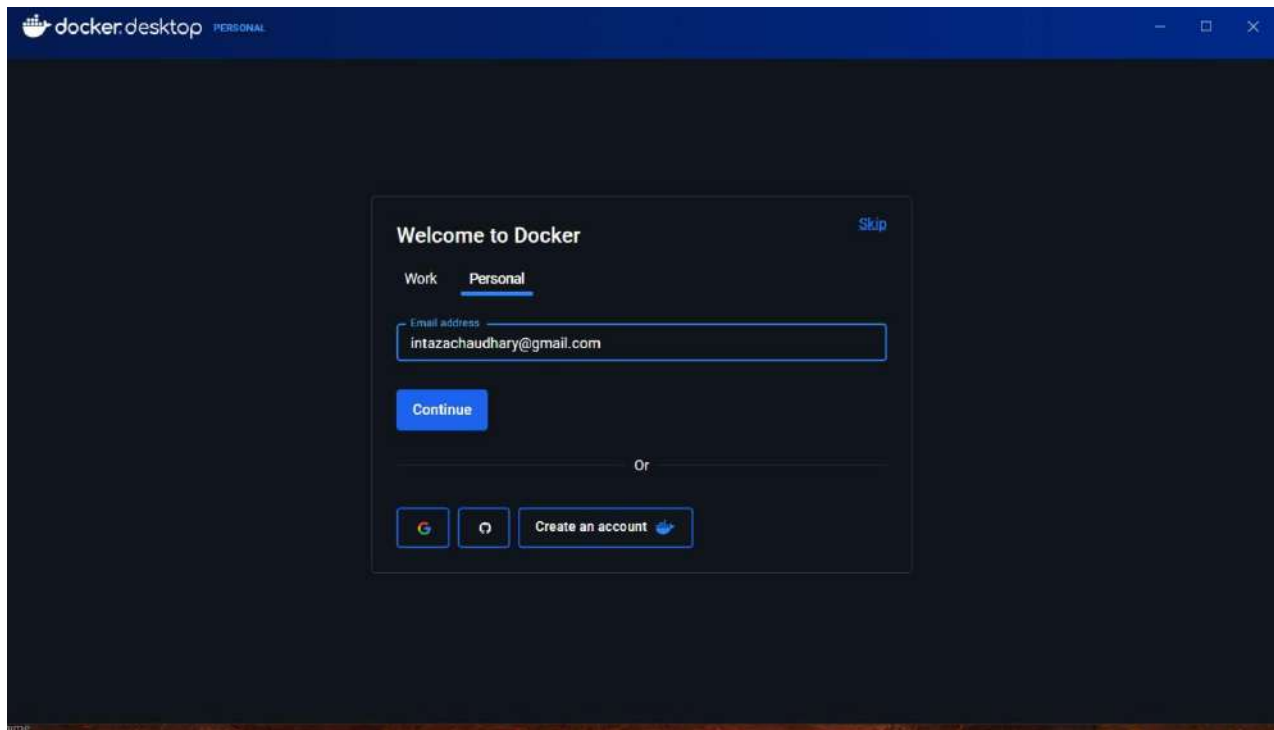 docker.desktop PERSONAL
Skip
Welcome to Docker
Work Personal
Email address
intazachaudhary@gmail.com
Continue
Or
Create an account